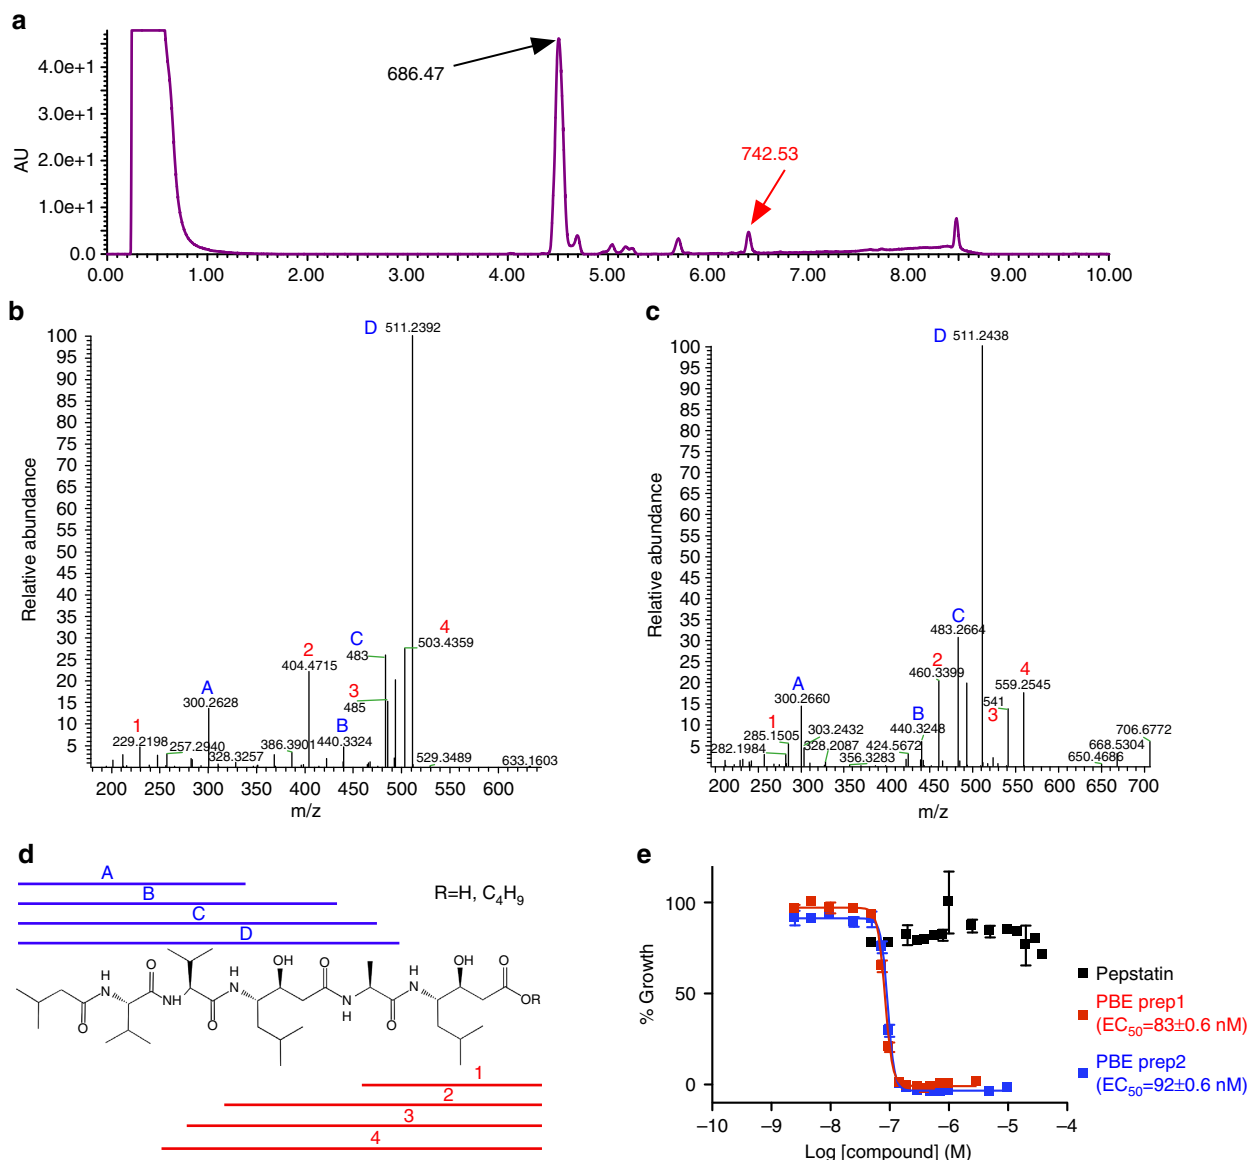 a
4.0e+1
3.0e+1
2.0e+1
1.0e+1
0.0
AU
686.47
742.53
0.00 1.00 2.00 3.00 4.00 5.00 6.00 7.00 8.00 9.00 10.00
b
Relative abundance
100
95
90
85
80
75
70
65
60
55
50
45
40
35
30
25
20
15
10
5
D 511.2392
4
503.4359
C
483
2
404.4715
3
485
A
300.2628
B
440.3324
1
229.2198
257.2940
328.3257
386.3901
529.3489
633.1603
200 250 300 350 400 450 500 550 600
m/z
c
Relative abundance
100
95
90
85
80
75
70
65
60
55
50
45
40
35
30
25
20
15
10
5
D 511.2438
C
483.2664
2
460.3399
4
559.2545
A
300.2660
541
3
B
440.3248
1
285.1505
303.2432
282.1984
328.2087
356.3283
424.5672
706.6772
668.5304
650.4686
200 250 300 350 400 450 500 550 600 650 700
m/z
d
A
B
C
D
R=H, C4H9
O
H
N
O
N
H
O
NH
O
H
N
OH
O
N
H
O
H
N
OH
O
OR
1
2
3
4
e
% Growth
100
50
0
−10 −9 −8 −7 −6 −5 −4
Log [compound] (M)
Pepstatin
PBE prep1
(EC50=83±0.6 nM)
PBE prep2
(EC50=92±0.6 nM)